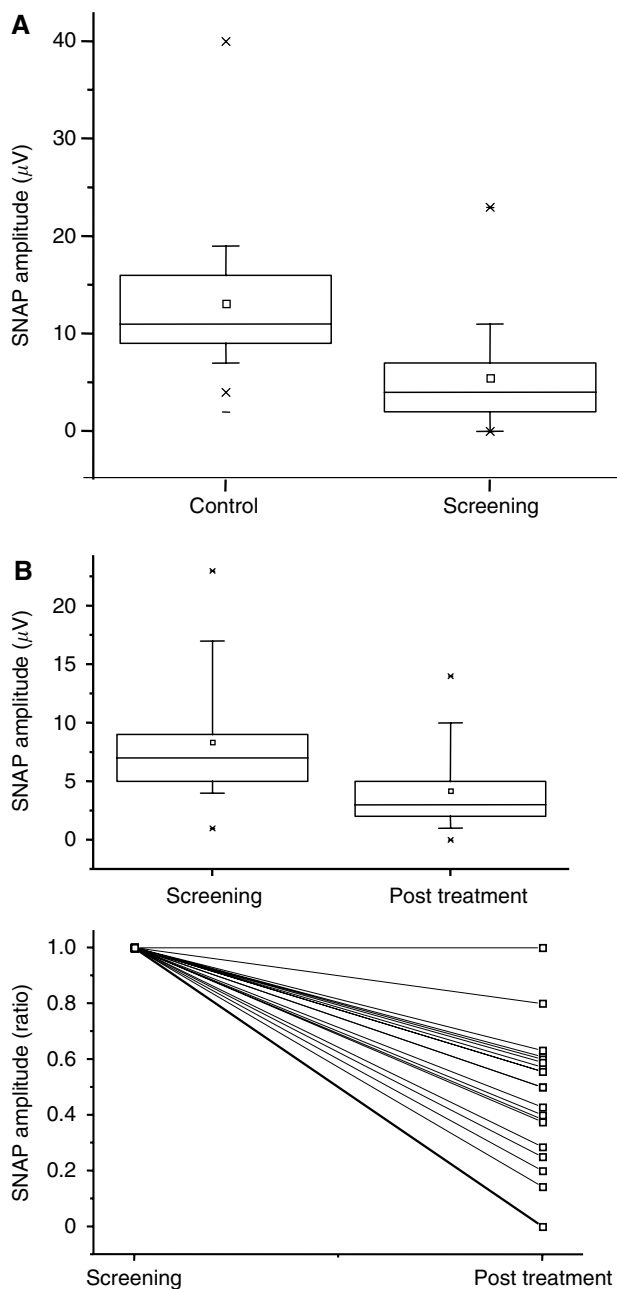 A
SNAP amplitude (μV)
40
30
20
10
0
Control Screening
B
SNAP amplitude (μV)
20
15
10
5
0
Screening Post treatment
SNAP amplitude (ratio)
1.0
0.8
0.6
0.4
0.2
0
Screening Post treatment